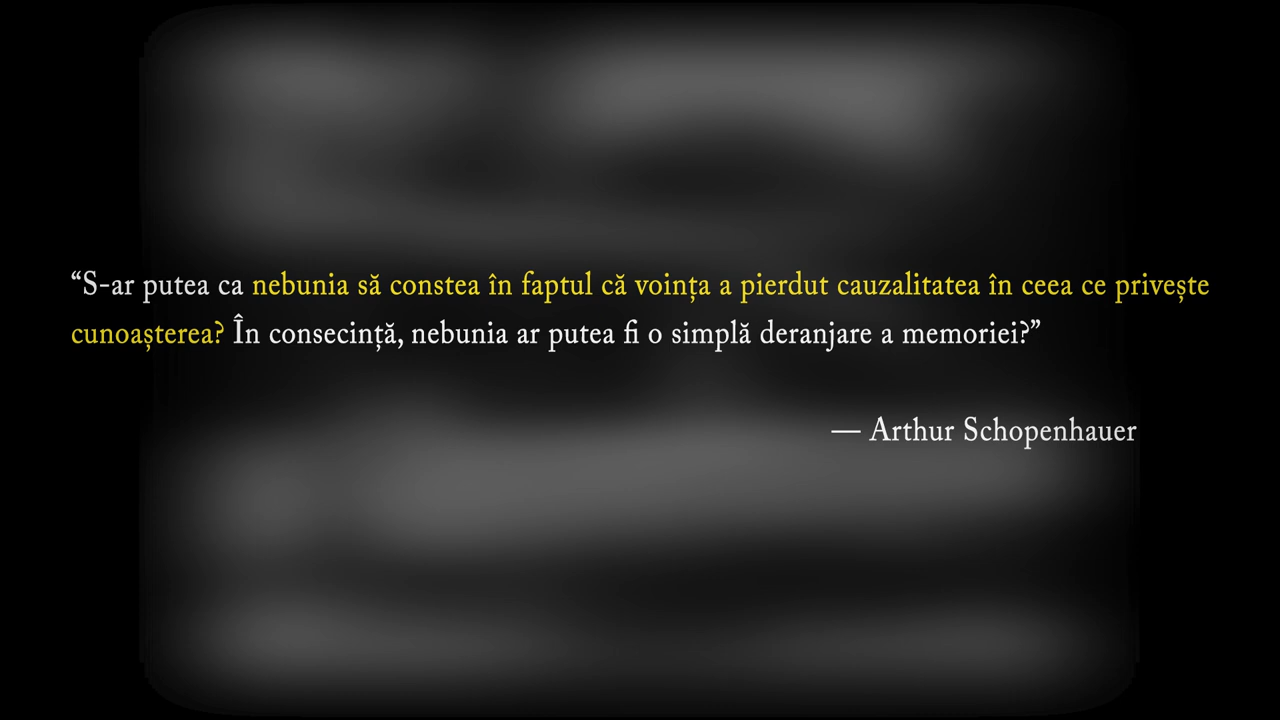 “S-ar putea ca nebunia să constea în faptul că voința a pierdut cauzalitatea în ceea ce privește
cunoașterea? În consecință, nebunia ar putea fi o simplă deranjare a memoriei?”
— Arthur Schopenhauer